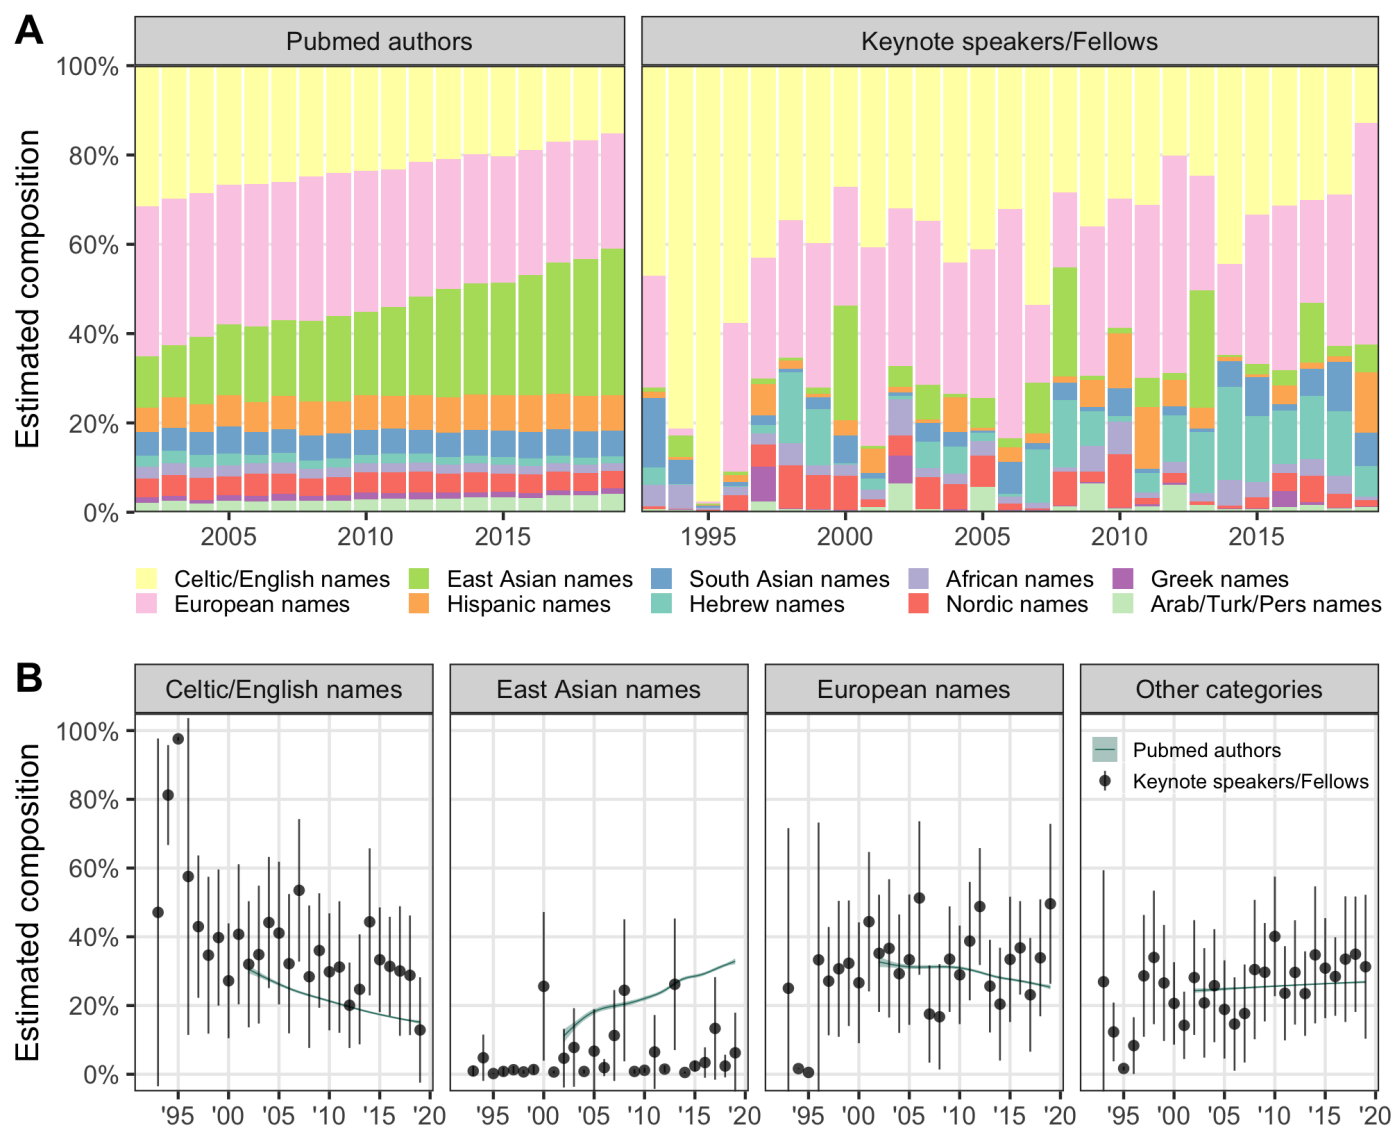 A
Pubmed authors
Keynote speakers/Fellows
Estimated composition
100%
80%
60%
40%
20%
0%
2005 2010 2015
1995 2000 2005 2010 2015
Celtic/English names East Asian names South Asian names African names Greek names
European names Hispanic names Hebrew names Nordic names Arab/Turk/Pers names
B
Celtic/English names
East Asian names
European names
Other categories
Estimated composition
100%
80%
60%
40%
20%
0%
Pubmed authors
Keynote speakers/Fellows
'95 '00 '05 '10 '15 '20
'95 '00 '05 '10 '15 '20
'95 '00 '05 '10 '15 '20
'95 '00 '05 '10 '15 '20